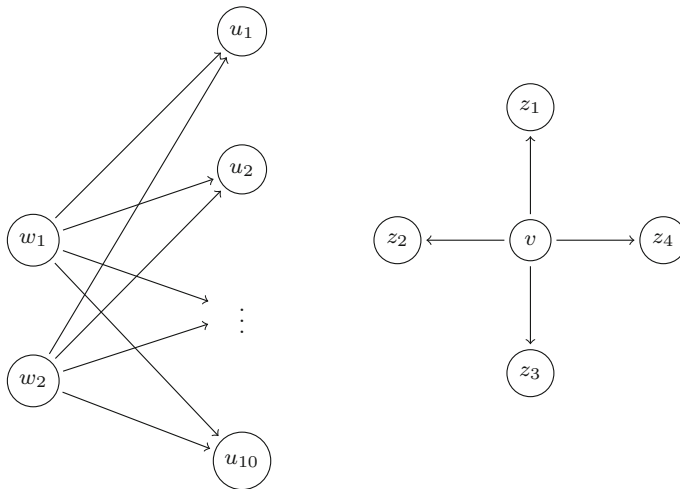 u₁
u₂
w₁
⋮
w₂
u₁₀
z₁
z₂
v
z₄
z₃